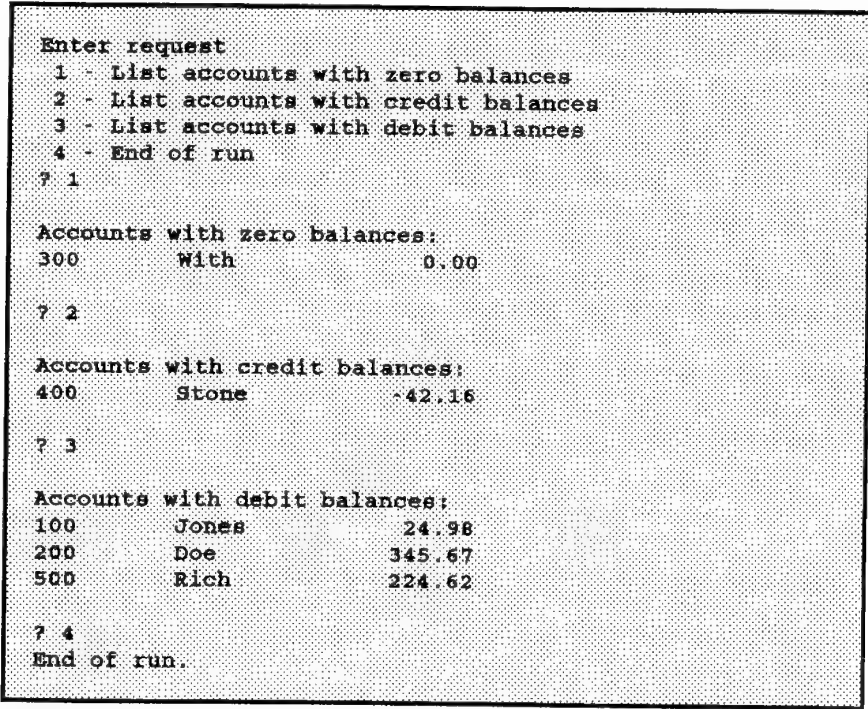 Enter request
 1 - List accounts with zero balances
 2 - List accounts with credit balances
 3 - List accounts with debit balances
 4 - End of run
? 1
Accounts with zero balances:
300 With 0.00
? 2
Accounts with credit balances:
400 Stone -42.16
? 3
Accounts with debit balances:
100 Jones 24.98
200 Doe 345.67
500 Rich 224.62
? 4
End of run.